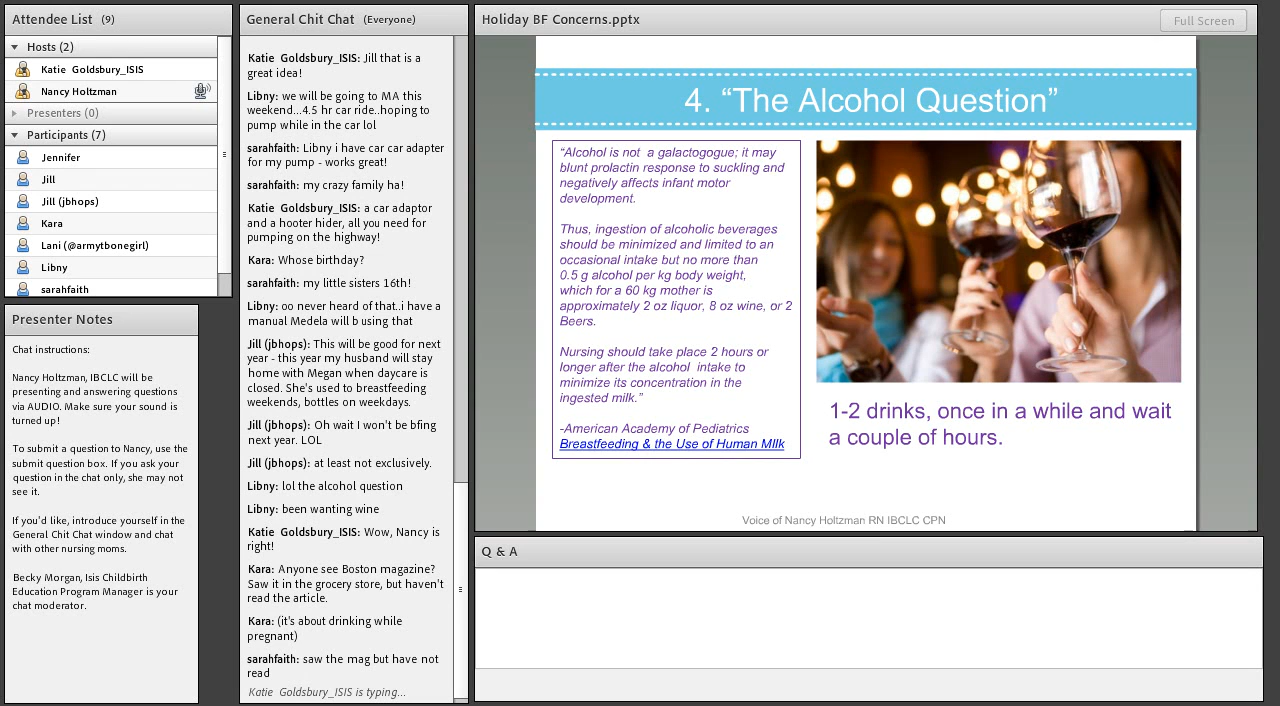 Attendee List (9)
Hosts (2)
Katie Goldsbury_ISIS
Nancy Holtzman
Presenters (0)
Participants (7)
Jennifer
Jill
Jill (jbhops)
Kara
Lani (@armytbonegirl)
Libny
sarahfaith
Presenter Notes
Chat instructions:
Nancy Holtzman, IBCLC will be
presenting and answering questions
via AUDIO. Make sure your sound is
turned up!
To submit a question to Nancy, use the
submit question box. If you ask your
question in the chat only, she may not
see it.
If you'd like, introduce yourself in the
General Chit Chat window and chat
with other nursing moms.
Becky Morgan, Isis Childbirth
Education Program Manager is your
chat moderator.
General Chit Chat (Everyone)
Katie Goldsbury_ISIS: Jill that is a
great idea!
Libny: we will be going to MA this
weekend...4.5 hr car ride..hoping to
pump while in the car lol
sarahfaith: Libny i have car car adapter
for my pump - works great!
sarahfaith: my crazy family ha!
Katie Goldsbury_ISIS: a car adaptor
and a hooter hider, all you need for
pumping on the highway!
Kara: Whose birthday?
sarahfaith: my little sisters 16th!
Libny: oo never heard of that..i have a
manual Medela will b using that
Jill (jbhops): This will be good for next
year - this year my husband will stay
home with Megan when daycare is
closed. She's used to breastfeeding
weekends, bottles on weekdays.
Jill (jbhops): Oh wait I won't be bfing
next year. LOL
Jill (jbhops): at least not exclusively.
Libny: lol the alcohol question
Libny: been wanting wine
Katie Goldsbury_ISIS: Wow, Nancy is
right!
Kara: Anyone see Boston magazine?
Saw it in the grocery store, but haven't
read the article.
Kara: (it's about drinking while
pregnant)
sarahfaith: saw the mag but have not
read
Katie Goldsbury_ISIS is typing...
Holiday BF Concerns.pptx
Full Screen
4. “The Alcohol Question”
“Alcohol is not a galactogogue; it may
blunt prolactin response to suckling and
negatively affects infant motor
development.
Thus, ingestion of alcoholic beverages
should be minimized and limited to an
occasional intake but no more than
0.5 g alcohol per kg body weight,
which for a 60 kg mother is
approximately 2 oz liquor, 8 oz wine, or 2
Beers.
Nursing should take place 2 hours or
longer after the alcohol intake to
minimize its concentration in the
ingested milk.”
-American Academy of Pediatrics
Breastfeeding & the Use of Human MIlk
1-2 drinks, once in a while and wait
a couple of hours.
Voice of Nancy Holtzman RN IBCLC CPN
Q & A